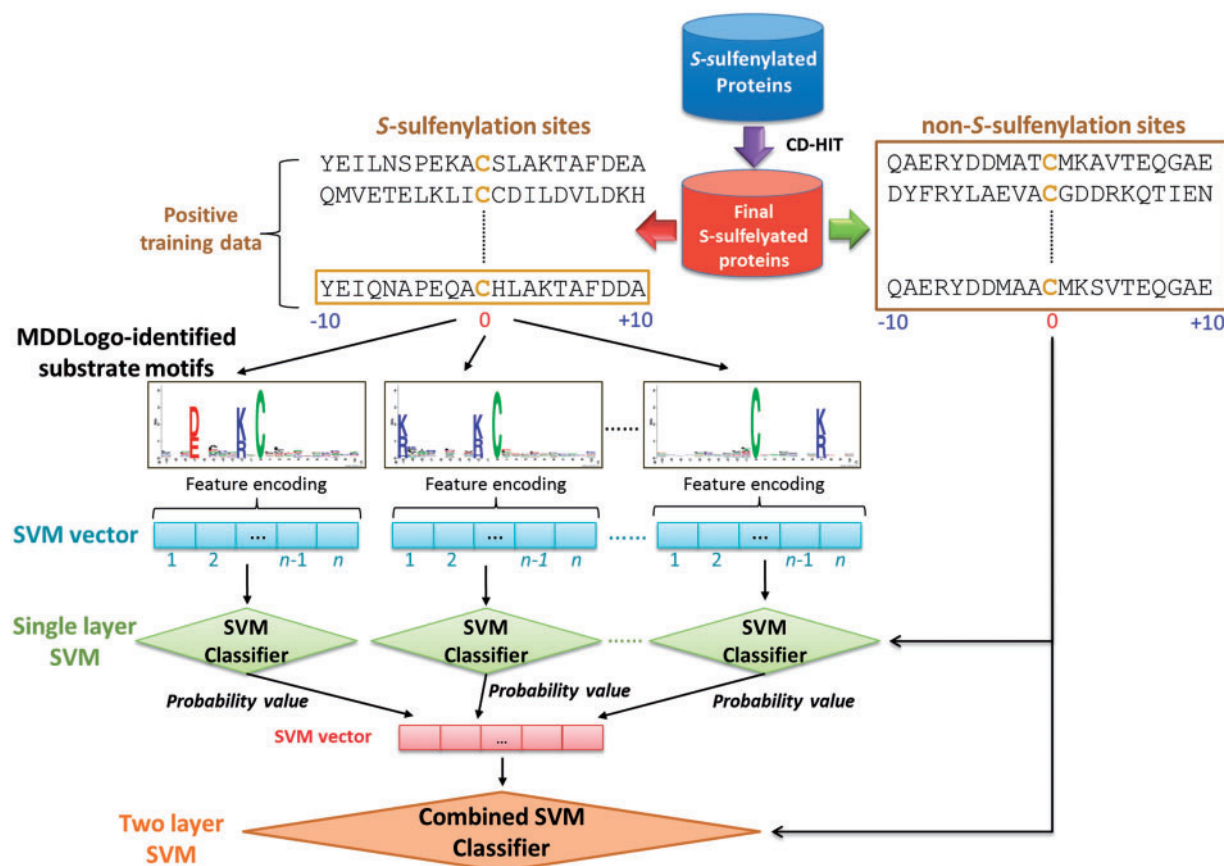 S-sulfenylated
Proteins
CD-HIT
S-sulfenylation sites
non-S-sulfenylation sites
YEILNSPEKACSLAKTAFDEA
QMVETELKLICCDILDVLDKH
Positive
training data
YEIQNAPEQACHLAKTAFDDA
-10 0 +10
Final
S-sulfelyated
proteins
QAERYDDMATCMKAVTEQGAE
DYFRYLAEVACGDDRKQTIEN
QAERYDDMAACMKSVTEQGAE
-10 0 +10
MDDLogo-identified
substrate motifs
D E K R C
K R K R C
C K R
......
Feature encoding Feature encoding Feature encoding
SVM vector
... ... ...... ...
1 2 n-1 n 1 2 n-1 n 1 2 n-1 n
Single layer
SVM
SVM
Classifier
SVM
Classifier
......
SVM
Classifier
Probability value Probability value Probability value
SVM vector
...
Two layer
SVM
Combined SVM
Classifier